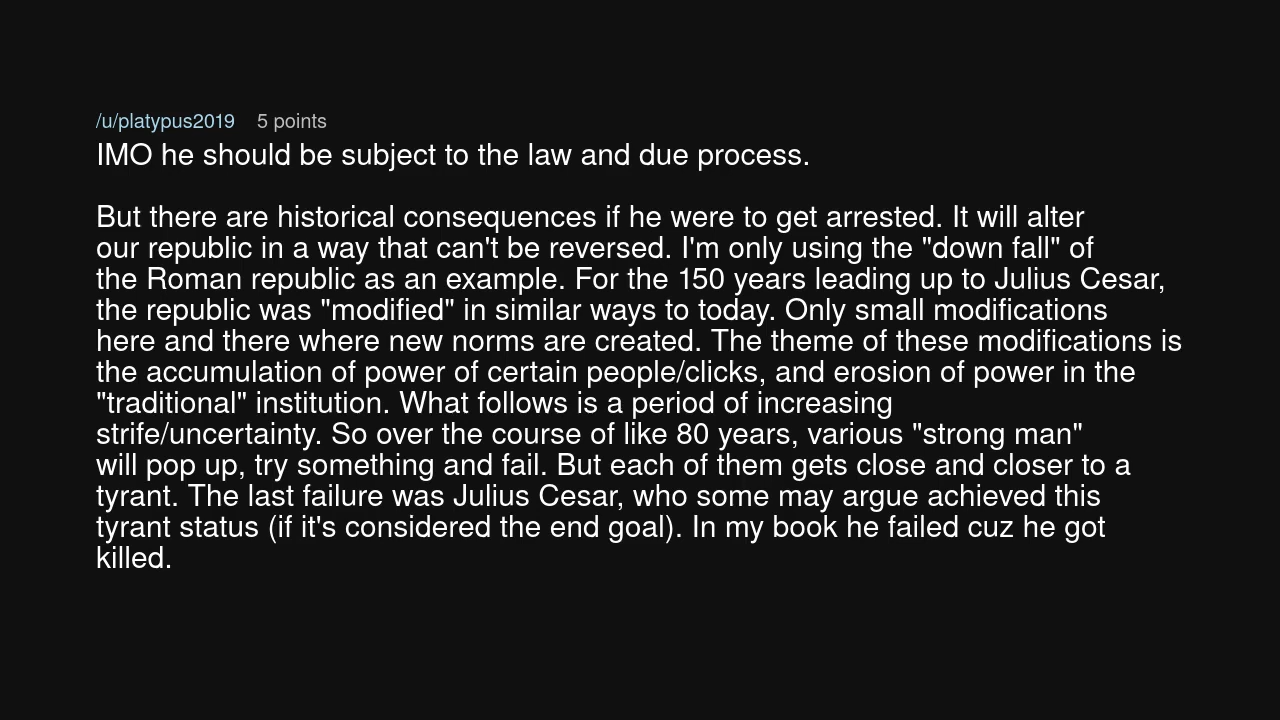 /u/platypus2019 5 points
IMO he should be subject to the law and due process.
But there are historical consequences if he were to get arrested. It will alter
our republic in a way that can't be reversed. I'm only using the "down fall" of
the Roman republic as an example. For the 150 years leading up to Julius Cesar,
the republic was "modified" in similar ways to today. Only small modifications
here and there where new norms are created. The theme of these modifications is
the accumulation of power of certain people/clicks, and erosion of power in the
"traditional" institution. What follows is a period of increasing
strife/uncertainty. So over the course of like 80 years, various "strong man"
will pop up, try something and fail. But each of them gets close and closer to a
tyrant. The last failure was Julius Cesar, who some may argue achieved this
tyrant status (if it's considered the end goal). In my book he failed cuz he got
killed.